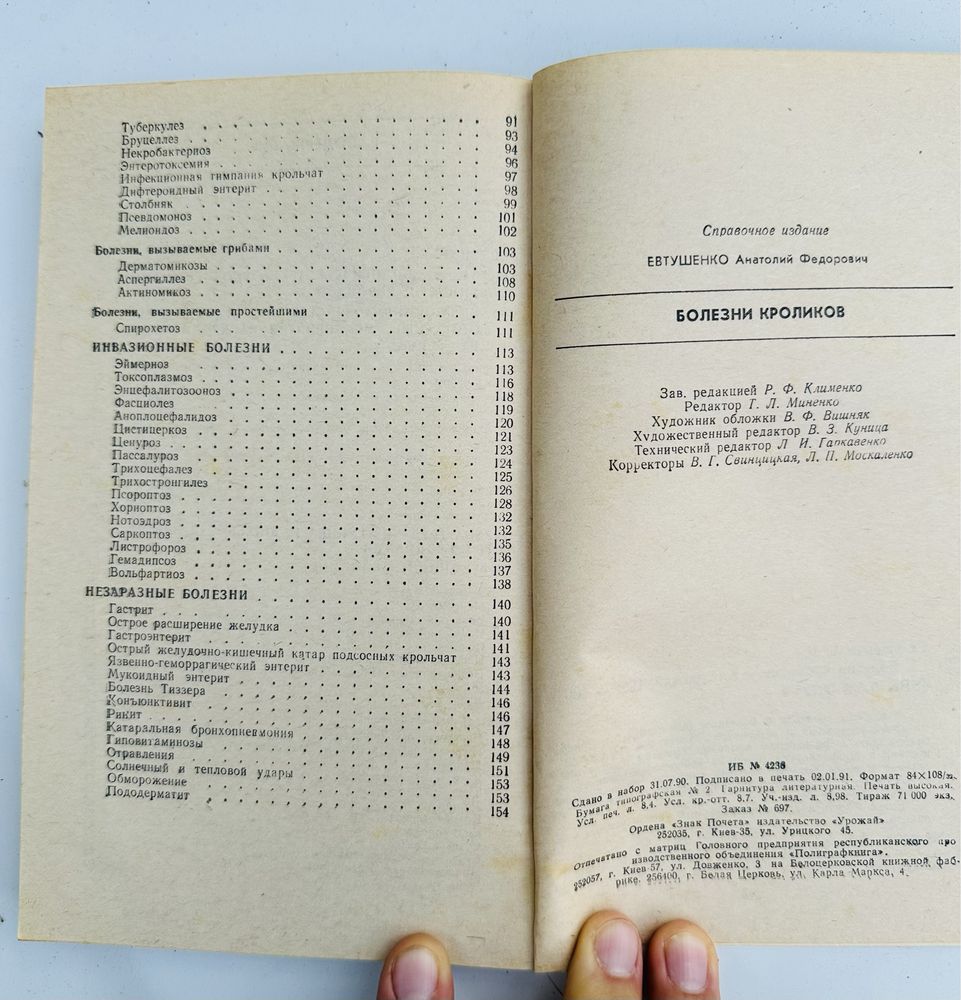 Туберкулез . . . . . . . . . . . . . 91
Бруцеллез . . . . . . . . . . . . . 93
Некробактериоз . . . . . . . . . . . . 94
Энтеротоксемия . . . . . . . . . . . . 96
Инфекционная тимпания крольчат . . . . . . . 97
Дифтероидный энтерит . . . . . . . . . . 98
Столбняк . . . . . . . . . . . . . 99
Псевдомоноз . . . . . . . . . . . . . 101
Мелиоидоз . . . . . . . . . . . . . 102
Болезни, вызываемые грибами . . . . . . . . . 103
Дерматомикозы . . . . . . . . . . . . 103
Аспергиллез . . . . . . . . . . . . . 108
Актиномикоз . . . . . . . . . . . . . 110
Болезни, вызываемые простейшими . . . . . . . . 111
Спирохетоз . . . . . . . . . . . . . 111
ИНВАЗИОННЫЕ БОЛЕЗНИ . . . . . . . . . . 113
Эймериоз . . . . . . . . . . . . . 113
Токсоплазмоз . . . . . . . . . . . . . 116
Энцефалитозооноз . . . . . . . . . . . . 118
Фасциолез . . . . . . . . . . . . . 119
Аноплоцефалидоз . . . . . . . . . . . . 120
Цистицеркоз . . . . . . . . . . . . . 121
Ценуроз . . . . . . . . . . . . . 123
Пассалуроз . . . . . . . . . . . . . 124
Трихоцефалез . . . . . . . . . . . . . 125
Трихостронгилез . . . . . . . . . . . . 126
Псороптоз . . . . . . . . . . . . . 128
Хориоптоз . . . . . . . . . . . . . 132
Нотоэдроз . . . . . . . . . . . . . 132
Саркоптоз . . . . . . . . . . . . . 135
Листрофороз . . . . . . . . . . . . . 136
Гемадипсоз . . . . . . . . . . . . . 137
Вольфартиоз . . . . . . . . . . . . . 138
НЕЗАРАЗНЫЕ БОЛЕЗНИ . . . . . . . . . . 140
Гастрит . . . . . . . . . . . . . 140
Острое расширение желудка . . . . . . . . . 141
Гастроэнтерит . . . . . . . . . . . . . 141
Острый желудочно-кишечный катар подсосных крольчат 143
Язвенно-геморрагический энтерит . . . . . . . . 143
Мукоидный энтерит . . . . . . . . . . . 144
Болезнь Тиззера . . . . . . . . . . . . 146
Конъюнктивит . . . . . . . . . . . . . 146
Ринит . . . . . . . . . . . . . 147
Катаральная бронхопневмония . . . . . . . . 148
Гиповитаминозы . . . . . . . . . . . . 149
Отравления . . . . . . . . . . . . . 151
Солнечный и тепловой удары . . . . . . . . . 153
Обморожение . . . . . . . . . . . . . 153
Пододерматит . . . . . . . . . . . . . 154
Справочное издание
ЕВТУШЕНКО Анатолий Федорович
БОЛЕЗНИ КРОЛИКОВ
Зав. редакцией Р. Ф. Клименко
Редактор Т. Л. Миненко
Художник обложки В. Ф. Вишняк
Художественный редактор В. З. Куница
Технический редактор Л. И. Гапкавенко
Корректоры В. Г. Свинцицкая, Л. П. Москаленко
ИБ № 4236
Сдано в набор 31.07.90. Подписано в печать 02.01.91. Формат 84×108/32.
Бумага типографская № 2 Гарнитура литературная. Печать высокая.
Усл. печ. л. 8,4. Усл. кр.-отт. 8,7. Уч.-изд. л. 8,98. Тираж 71 000 экз.
Заказ № 697.
Ордена «Знак Почета» издательство «Урожай»
252035, г. Киев-35, ул. Урицкого 45.
Отпечатано с матриц Головного предприятия республиканского про
изводственного объединения «Полиграфкнига».
252057, г. Киев-57, ул. Довженко, 3 на Белоцерковской книжной фаб-
рике. 256400, г. Белая Церковь, ул. Карла Маркса, 4.